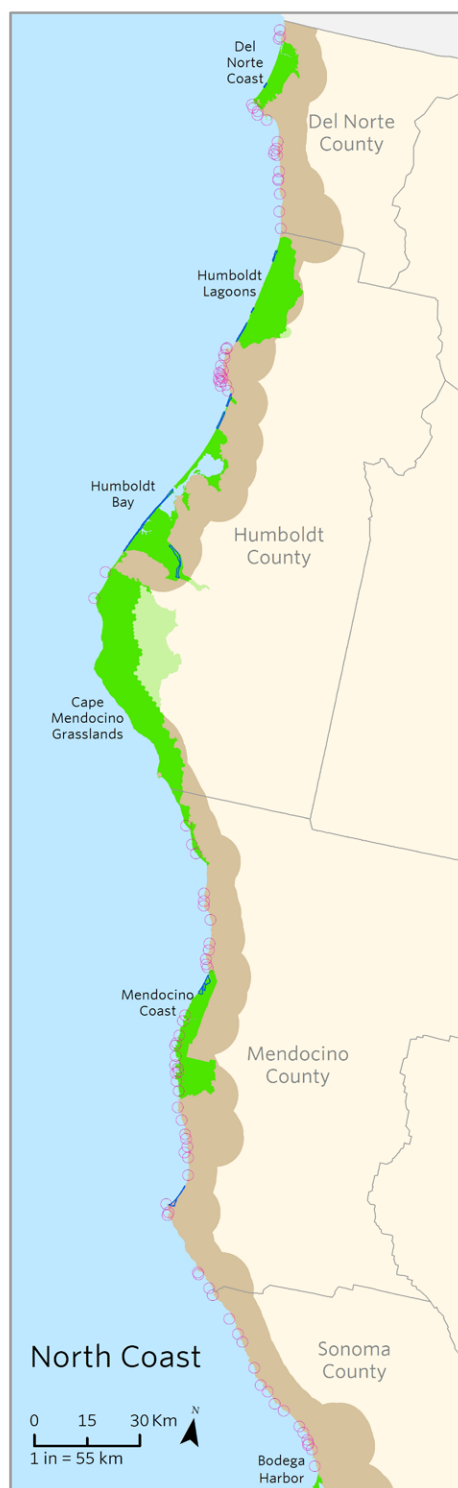 Del
Norte
Coast
Del Norte
County
Humboldt
Lagoons
Humboldt
Bay
Humboldt
County
Cape
Mendocino
Grasslands
Mendocino
Coast
Mendocino
County
North Coast
Sonoma
County
N
0 15 30 Km
1 in = 55 km
Bodega
Harbor